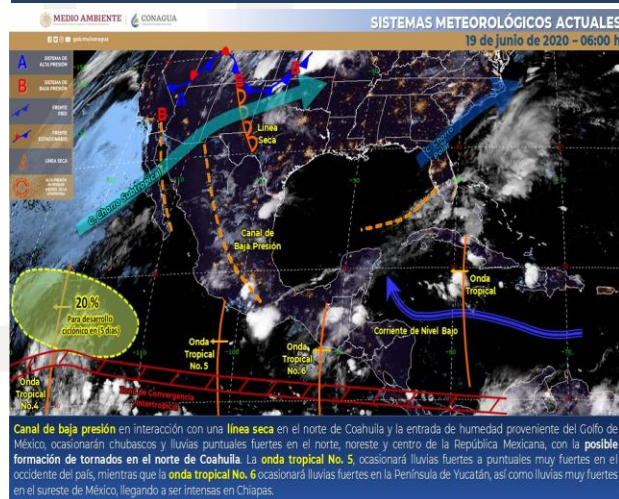 MEDIO AMBIENTE
CONAGUA
SISTEMAS METEOROLÓGICOS ACTUALES
gob.mx/conagua
19 de junio de 2020 – 06:00 h
A
SISTEMA DE
ALTA PRESIÓN
B
SISTEMA DE
BAJA PRESIÓN
FRENTE
FRÍO
FRENTE
ESTACIONARIO
LÍNEA SECA
A
B
B
B
Línea
Seca
C. Chorro Subtropical
C. Chorro
Polar
Canal de
Baja Presión
20 %
Para desarrollo
ciclónico en (5 días)
Onda
Tropical
Corriente de Nivel Bajo
Onda
Tropical
No. 5
Onda
Tropical
No. 6
Onda
Tropical
No.4
Zona de Convergencia
Intertropical
Canal de baja presión en interacción con una línea seca en el norte de Coahuila y la entrada de humedad proveniente del Golfo de
México, ocasionarán chubascos y lluvias puntuales fuertes en el norte, noreste y centro de la República Mexicana, con la posible
formación de tornados en el norte de Coahuila. La onda tropical No. 5, ocasionará lluvias fuertes a puntuales muy fuertes en el
occidente del país, mientras que la onda tropical No. 6 ocasionará lluvias fuertes en la Península de Yucatán, así como lluvias muy fuertes
en el sureste de México, llegando a ser intensas en Chiapas.